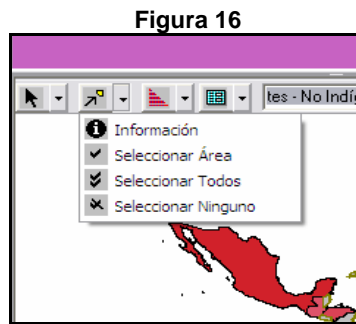 Figura 16
tes - No Indíg
Información
Seleccionar Área
Seleccionar Todos
Seleccionar Ninguno